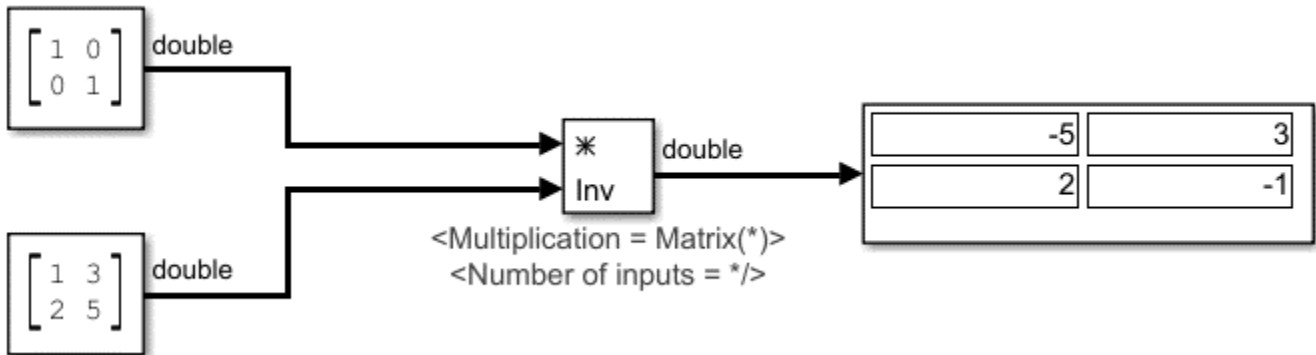 1 0
0 1
double
* 
Inv
double
-5 3
2 -1
<Multiplication = Matrix(*)>
<Number of inputs = */>
1 3
2 5
double